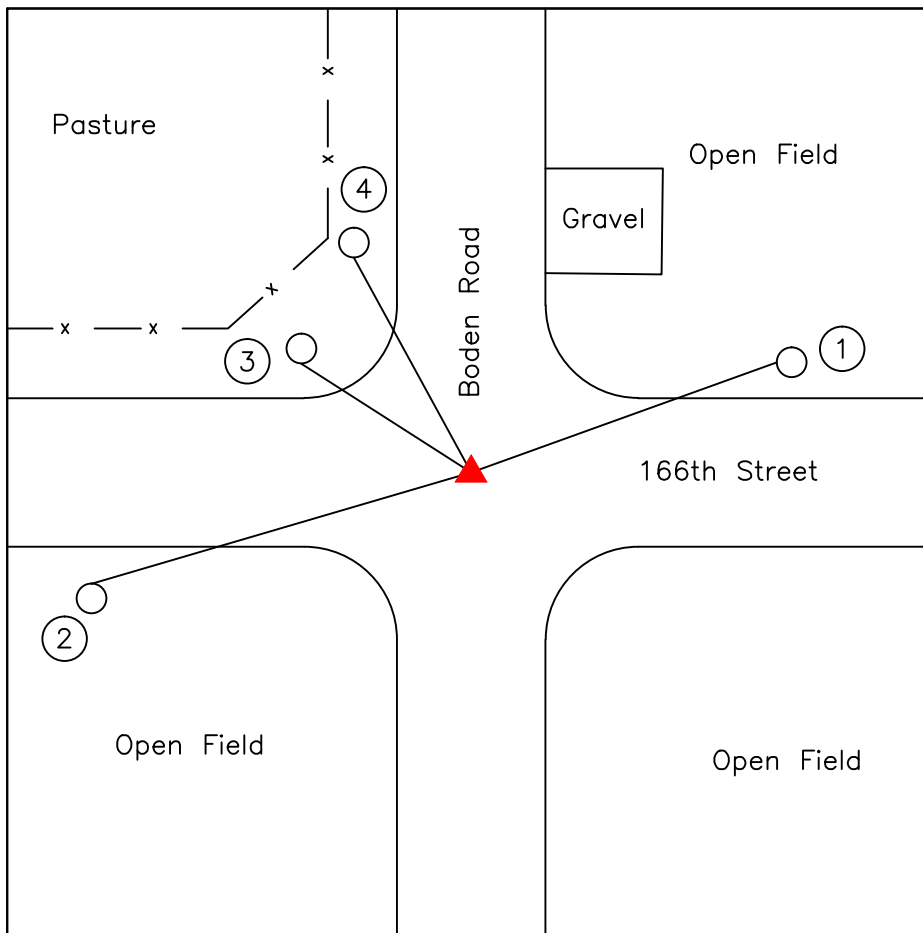 Pasture
Open Field
4
Gravel
Boden Road
3
1
166th Street
2
Open Field
Open Field
x
x
x
x
x